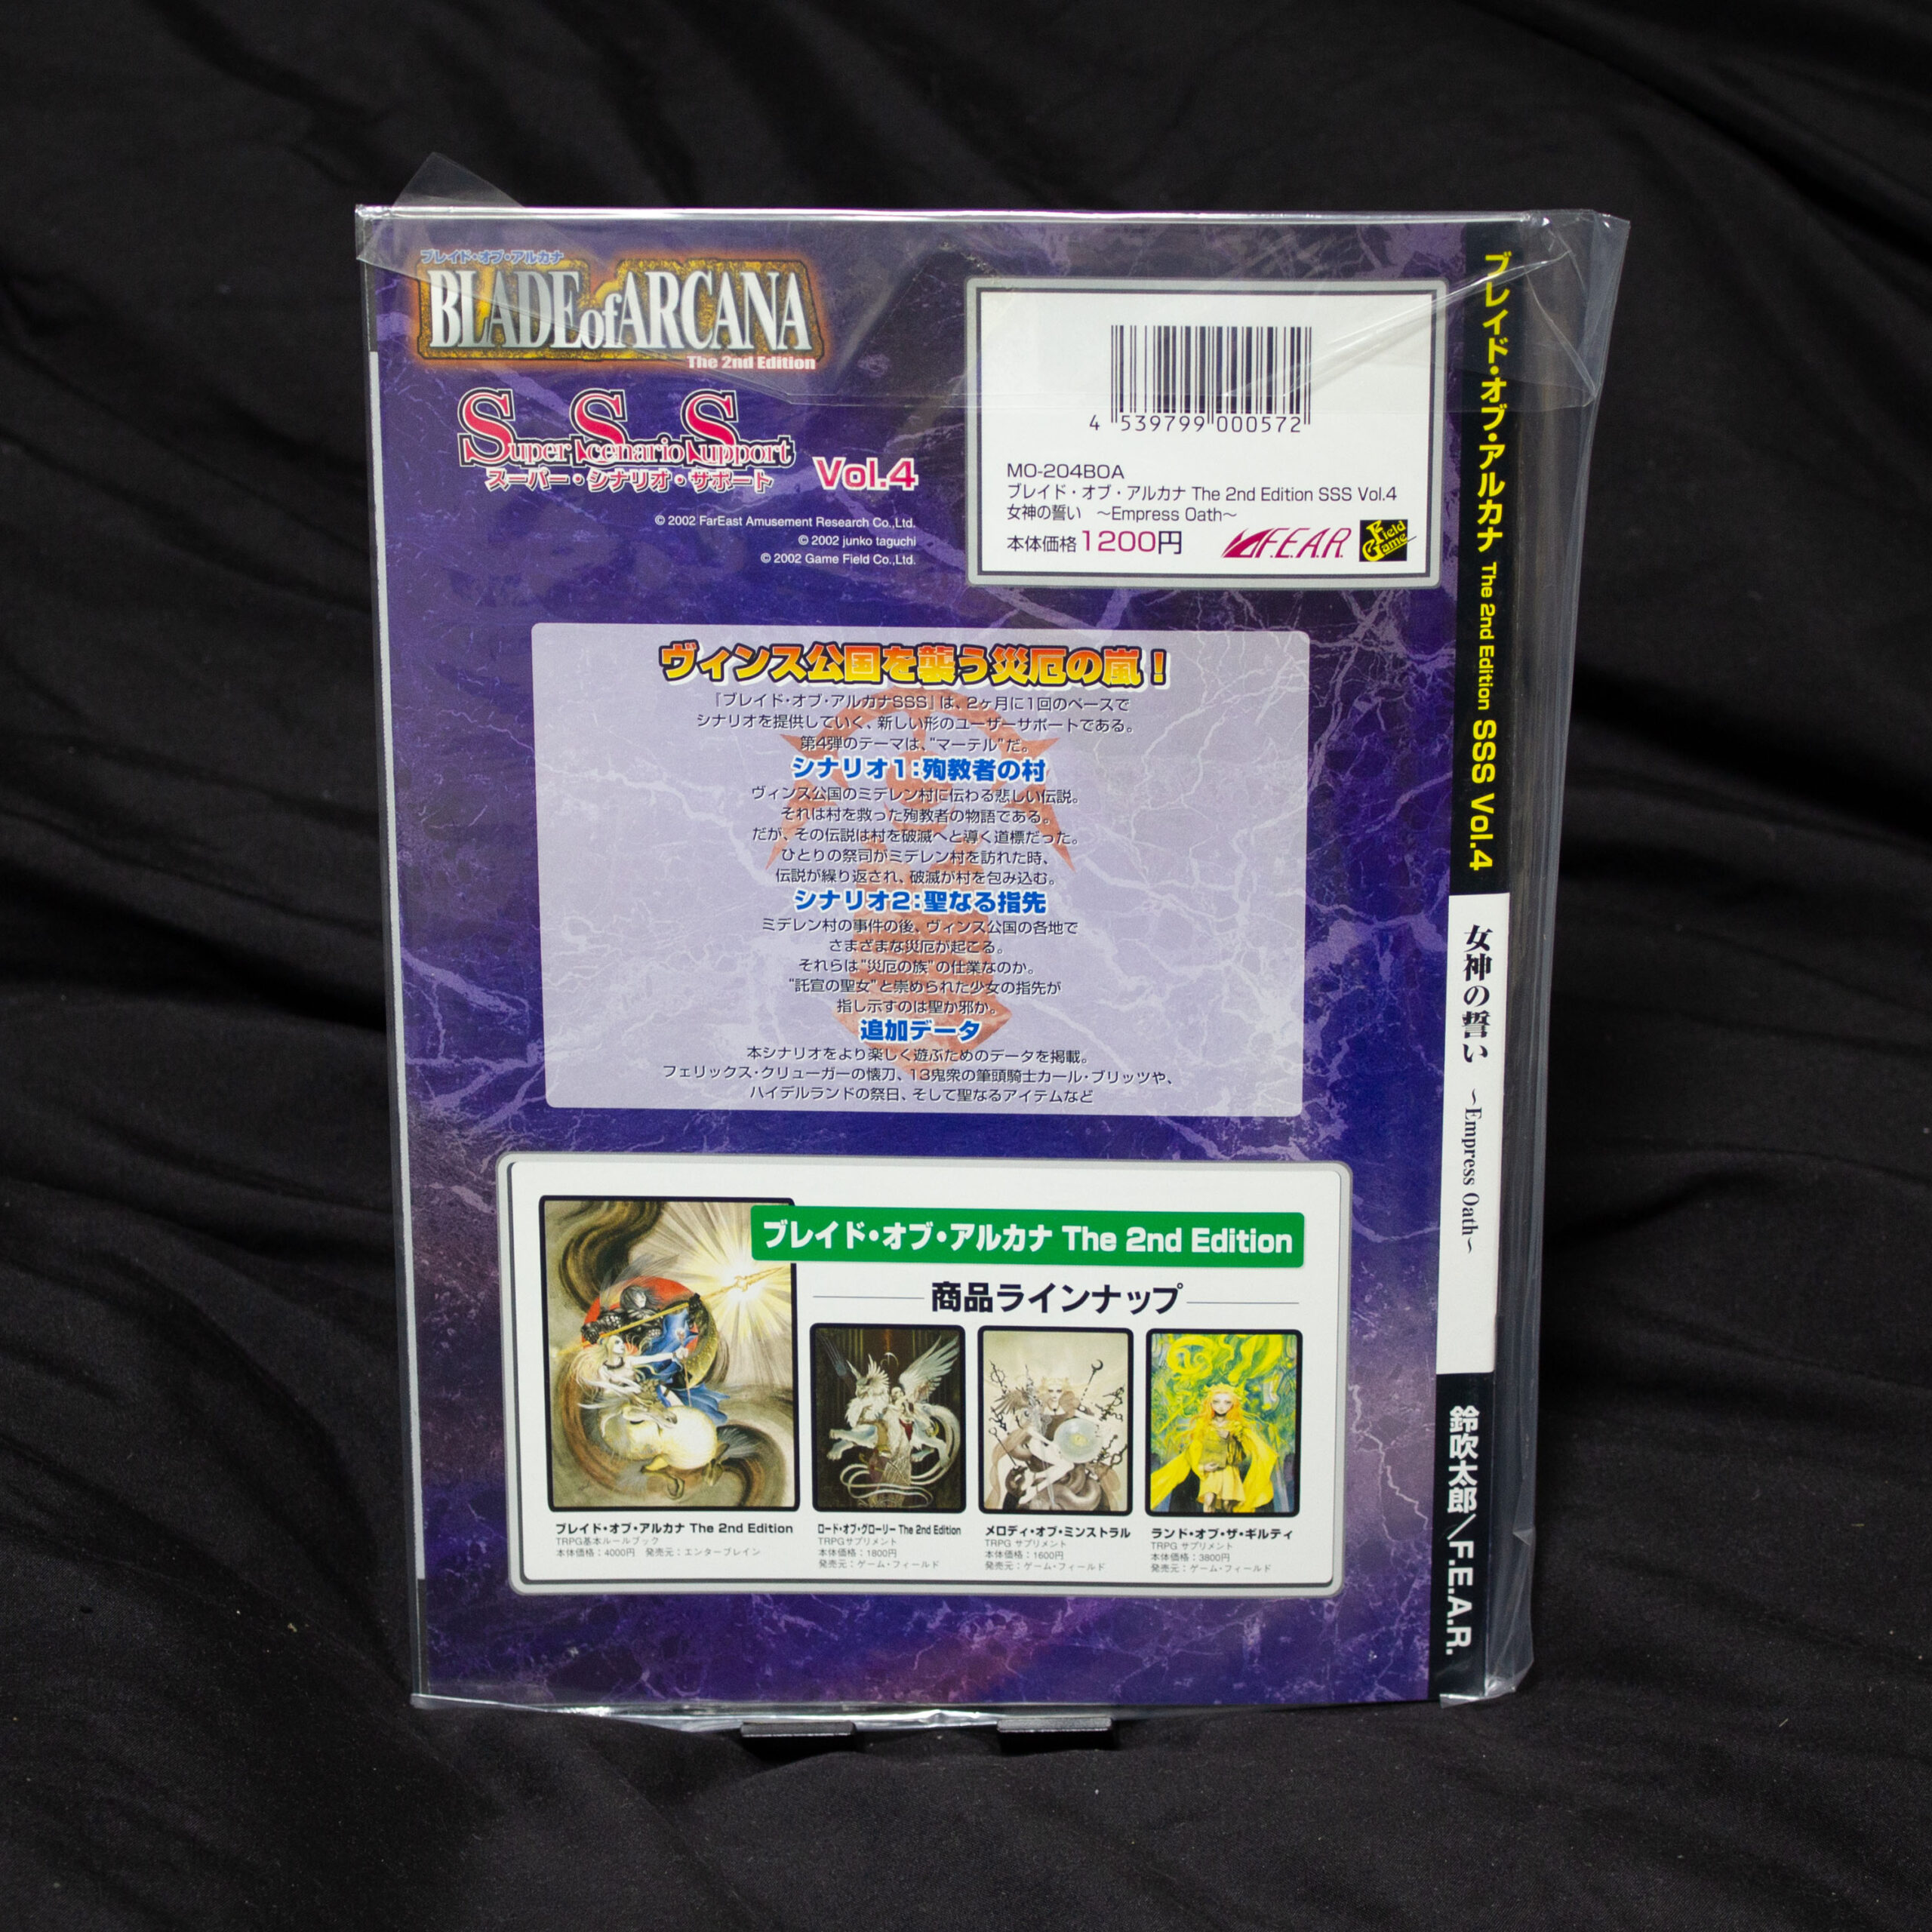 ブレイド・オブ・アルカナ
BLADE of ARCANA
The 2nd Edition
Super Scenario Support
スーパー・シナリオ・サポート
Vol.4
© 2002 FarEast Amusement Research Co.,Ltd.
© 2002 junko taguchi
© 2002 Game Field Co.,Ltd.
4 539799 000572
MO-204BOA
ブレイド・オブ・アルカナ The 2nd Edition SSS Vol.4
女神の誓い ～Empress Oath～
本体価格1200円
F.E.A.R.
Field Game
ヴィンス公国を襲う災厄の嵐！
『ブレイド・オブ・アルカナSSS』は、2ヶ月に1回のペースで
シナリオを提供していく、新しい形のユーザーサポートである。
第4弾のテーマは、“マーテル”だ。
シナリオ1：殉教者の村
ヴィンス公国のミデレン村に伝わる悲しい伝説。
それは村を救った殉教者の物語である。
だが、その伝説は村を破滅へと導く道標だった。
ひとりの祭司がミデレン村を訪れた時、
伝説が繰り返され、破滅が村を包み込む。
シナリオ2：聖なる指先
ミデレン村の事件の後、ヴィンス公国の各地で
さまざまな災厄が起こる。
それらは“災厄の族”の仕業なのか。
“託宣の聖女”と崇められた少女の指先が
指し示すのは聖か邪か。
追加データ
本シナリオをより楽しく遊ぶためのデータを掲載。
フェリックス・クリューガーの懐刀、13鬼衆の筆頭騎士カール・ブリッツや、
ハイデルランドの祭日、そして聖なるアイテムなど
ブレイド・オブ・アルカナ The 2nd Edition
商品ラインナップ
ブレイド・オブ・アルカナ The 2nd Edition
TRPG基本ルールブック
本体価格：4000円 発売元：エンターブレイン
ロード・オブ・グローリー The 2nd Edition
TRPGサプリメント
本体価格：1800円
発売元：ゲーム・フィールド
メロディ・オブ・ミンストラル
TRPG サプリメント
本体価格：1600円
発売元：ゲーム・フィールド
ランド・オブ・ザ・ギルティ
TRPG サプリメント
本体価格：3800円
発売元：ゲーム・フィールド
ブレイド・オブ・アルカナ The 2nd Edition SSS Vol.4
女神の誓い ～Empress Oath～
鈴吹太郎／F.E.A.R.